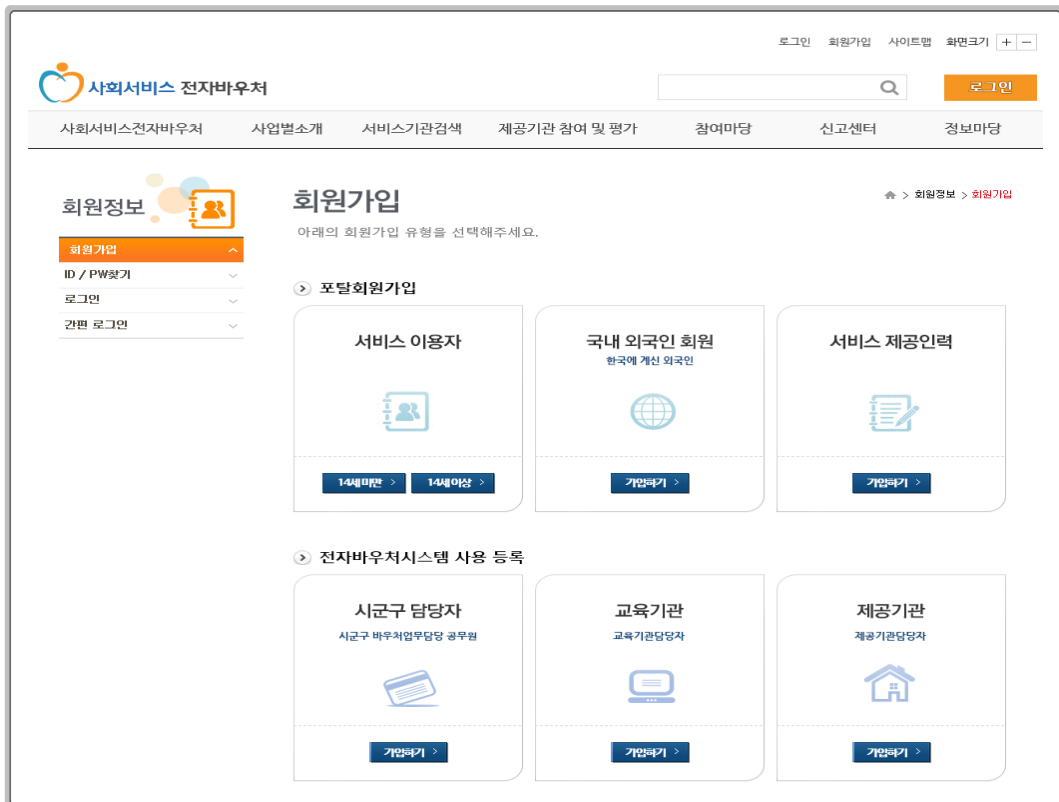 로그인 회원가입 사이트맵 화면크기 + −
사회서비스 전자바우처
로그인
사회서비스전자바우처 사업별소개 서비스기관검색 제공기관 참여 및 평가 참여마당 신고센터 정보마당
회원정보
회원가입
ID / PW찾기
로그인
간편 로그인
회원가입
> 회원정보 > 회원가입
아래의 회원가입 유형을 선택해주세요.
포탈회원가입
서비스 이용자
14세미만 >
14세이상 >
국내 외국인 회원
한국에 계신 외국인
가입하기 >
서비스 제공인력
가입하기 >
전자바우처시스템 사용 등록
시군구 담당자
시군구 바우처업무담당 공무원
가입하기 >
교육기관
교육기관담당자
가입하기 >
제공기관
제공기관담당자
가입하기 >